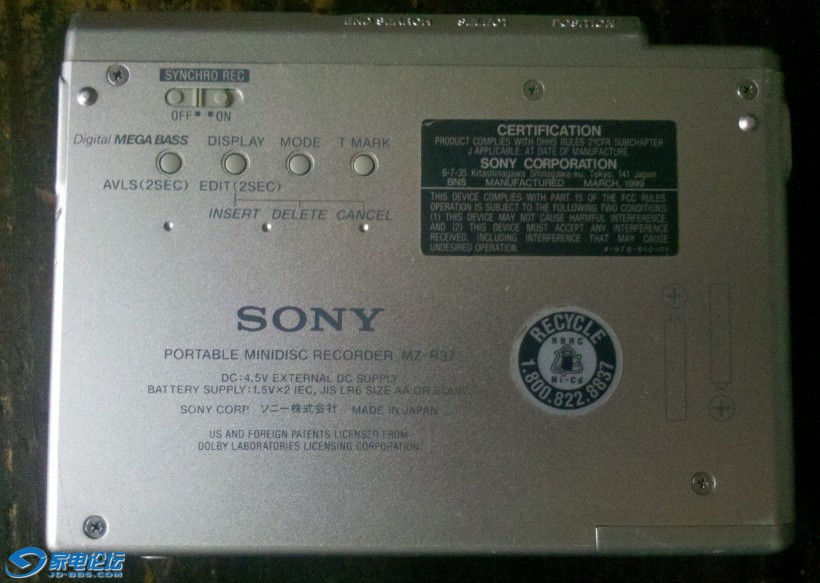 END SEARCH SELECT POSITION
SYNCHRO REC
OFF ON
Digital MEGA BASS DISPLAY MODE T MARK
AVLS(2SEC) EDIT(2SEC)
INSERT DELETE CANCEL
CERTIFICATION
PRODUCT COMPLIES WITH DHHS RULES 21CFR SUBCHAPTER
J APPLICABLE AT DATE OF MANUFACTURE.
SONY CORPORATION
6-7-35 Kitashinagawa Shinagawa-ku, Tokyo, 141 Japan
BNS MANUFACTURED MARCH, 1999
THIS DEVICE COMPLIES WITH PART 15 OF THE FCC RULES.
OPERATION IS SUBJECT TO THE FOLLOWING TWO CONDITIONS:
(1) THIS DEVICE MAY NOT CAUSE HARMFUL INTERFERENCE,
AND (2) THIS DEVICE MUST ACCEPT ANY INTERFERENCE
RECEIVED, INCLUDING INTERFERENCE THAT MAY CAUSE
UNDESIRED OPERATION.
SONY
PORTABLE MINIDISC RECORDER MZ-R37
DC:4.5V EXTERNAL DC SUPPLY
BATTERY SUPPLY:1.5V×2 IEC, JIS LR6 SIZE AA OR EQUIV.
SONY CORP. ソニー株式会社 MADE IN JAPAN
US AND FOREIGN PATENTS LICENSED FROM
DOLBY LABORATORIES LICENSING CORPORATION
RECYCLE
RBRC
Ni-Cd
1.800.822.8837
家电论坛
JD-BBS.COM